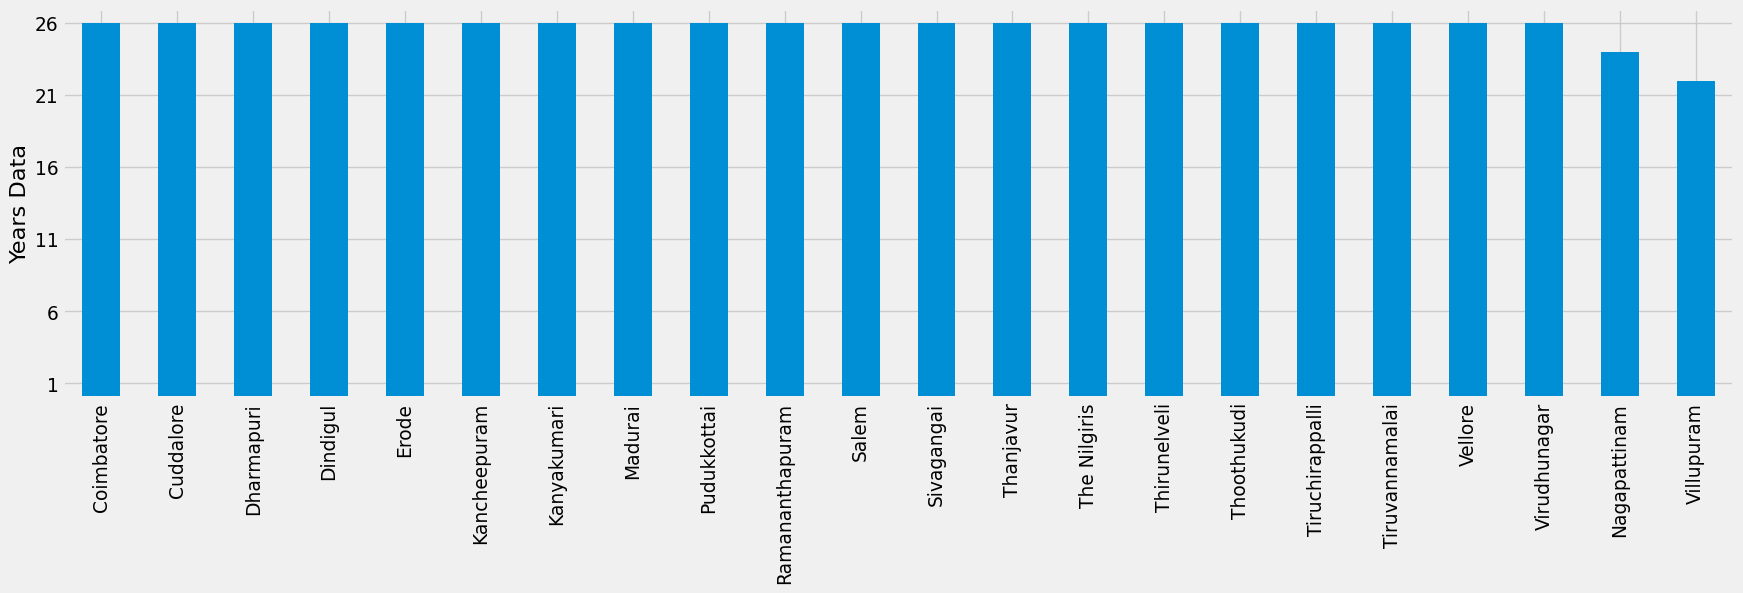 Years Data
26
21
16
11
6
1
Coimbatore
Cuddalore
Dharmapuri
Dindigul
Erode
Kancheepuram
Kanyakumari
Madurai
Pudukkottai
Ramananthapuram
Salem
Sivagangai
Thanjavur
The Nilgiris
Thirunelveli
Thoothukudi
Tiruchirappalli
Tiruvannamalai
Vellore
Virudhunagar
Nagapattinam
Villupuram